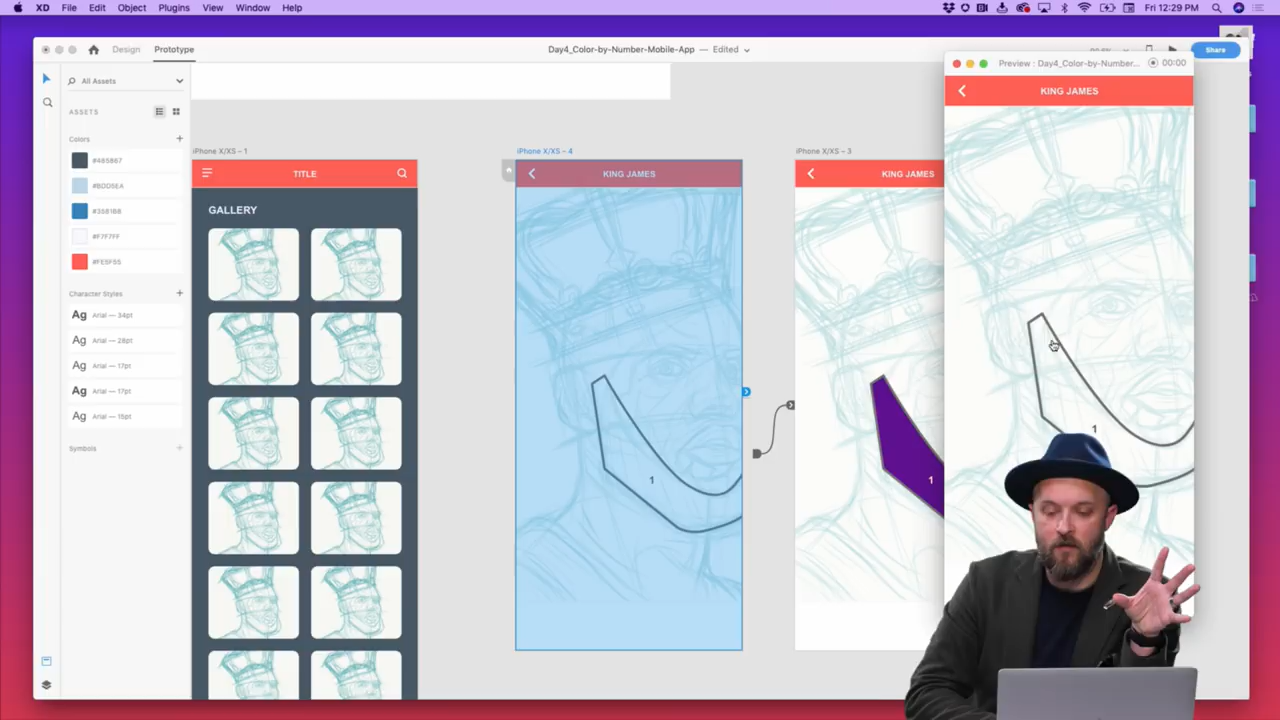 XD File Edit Object Plugins View Window Help
Fri 12:29 PM
Design Prototype
Day4_Color-by-Number-Mobile-App — Edited
Share
All Assets
ASSETS
Colors
#485867
#F7F7FF
#FE5F55
Character Styles
Ag Arial — 34pt
Ag Arial — 28pt
Ag Arial — 17pt
Ag Arial — 17pt
Ag Arial — 15pt
Symbols
iPhone X/XS – 1
TITLE
GALLERY
iPhone X/XS – 4
KING JAMES
1
iPhone X/XS – 3
KING JAMES
1
Preview : Day4_Color-by-Number...
00:00
KING JAMES
1